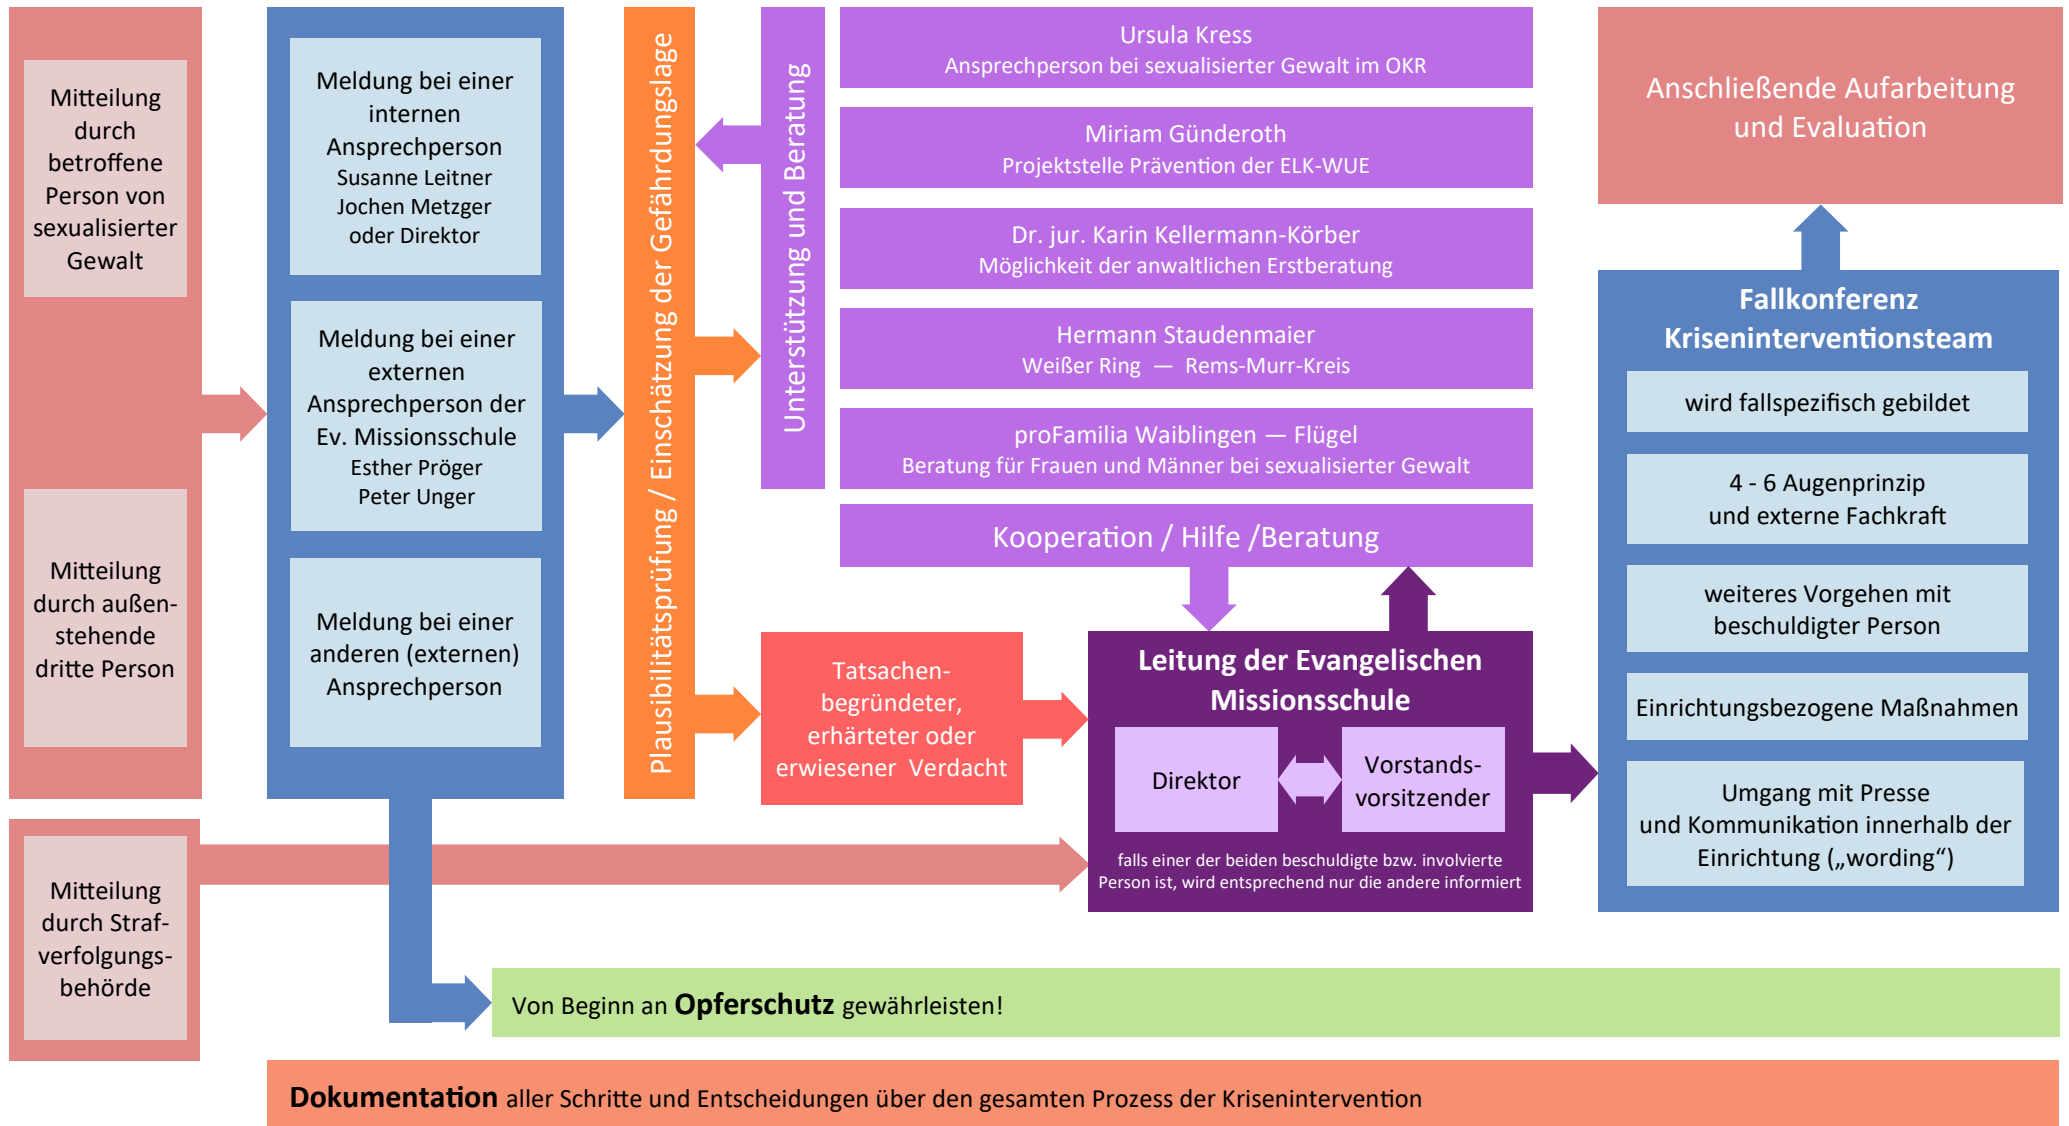 Mitteilung
durch
betroffene
Person von
sexualisierter
Gewalt
Mitteilung
durch außen-
stehende
dritte Person
Mitteilung
durch Straf-
verfolgungs-
behörde
Meldung bei einer
internen
Ansprechperson
Susanne Leitner
Jochen Metzger
oder Direktor
Meldung bei einer
externen
Ansprechperson der
Ev. Missionsschule
Esther Pröger
Peter Unger
Meldung bei einer
anderen (externen)
Ansprechperson
Plausibilitätsprüfung / Einschätzung der Gefährdungslage
Unterstützung und Beratung
Ursula Kress
Ansprechperson bei sexualisierter Gewalt im OKR
Miriam Günderoth
Projektstelle Prävention der ELK-WUE
Dr. jur. Karin Kellermann-Körber
Möglichkeit der anwaltlichen Erstberatung
Hermann Staudenmaier
Weißer Ring — Rems-Murr-Kreis
proFamilia Waiblingen — Flügel
Beratung für Frauen und Männer bei sexualisierter Gewalt
Kooperation / Hilfe /Beratung
Tatsachen-
begründeter,
erhärteter oder
erwiesener Verdacht
Leitung der Evangelischen
Missionsschule
Direktor
Vorstands-
vorsitzender
falls einer der beiden beschuldigte bzw. involvierte
Person ist, wird entsprechend nur die andere informiert
Anschließende Aufarbeitung
und Evaluation
Fallkonferenz
Kriseninterventionsteam
wird fallspezifisch gebildet
4 - 6 Augenprinzip
und externe Fachkraft
weiteres Vorgehen mit
beschuldigter Person
Einrichtungsbezogene Maßnahmen
Umgang mit Presse
und Kommunikation innerhalb der
Einrichtung („wording“)
Von Beginn an Opferschutz gewährleisten!
Dokumentation aller Schritte und Entscheidungen über den gesamten Prozess der Krisenintervention